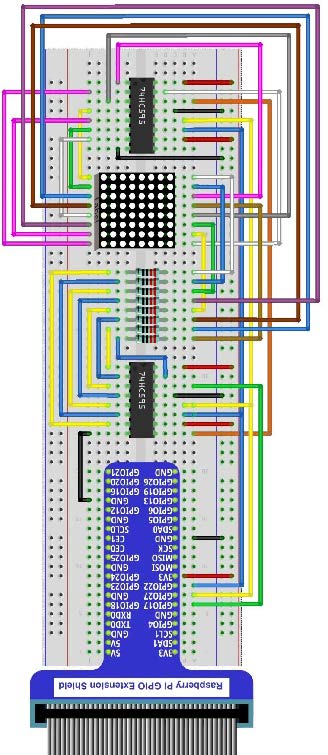 Raspberry Pi GPIO Extension Shield
5V
5V
GND
TXD0
RXD0
GPIO18
GND
GPIO23
GPIO24
GND
GPIO25
CE0
CE1
SCL0
GND
GPIO12
GND
GPIO16
GPIO20
GPIO21
3V3
SDA1
SCL1
GPIO4
GND
GPIO17
GPIO27
GPIO22
3V3
MOSI
MISO
SCK
GND
SDA0
GPIO5
GPIO6
GPIO13
GPIO19
GPIO26
GND
74HC595
74HC595